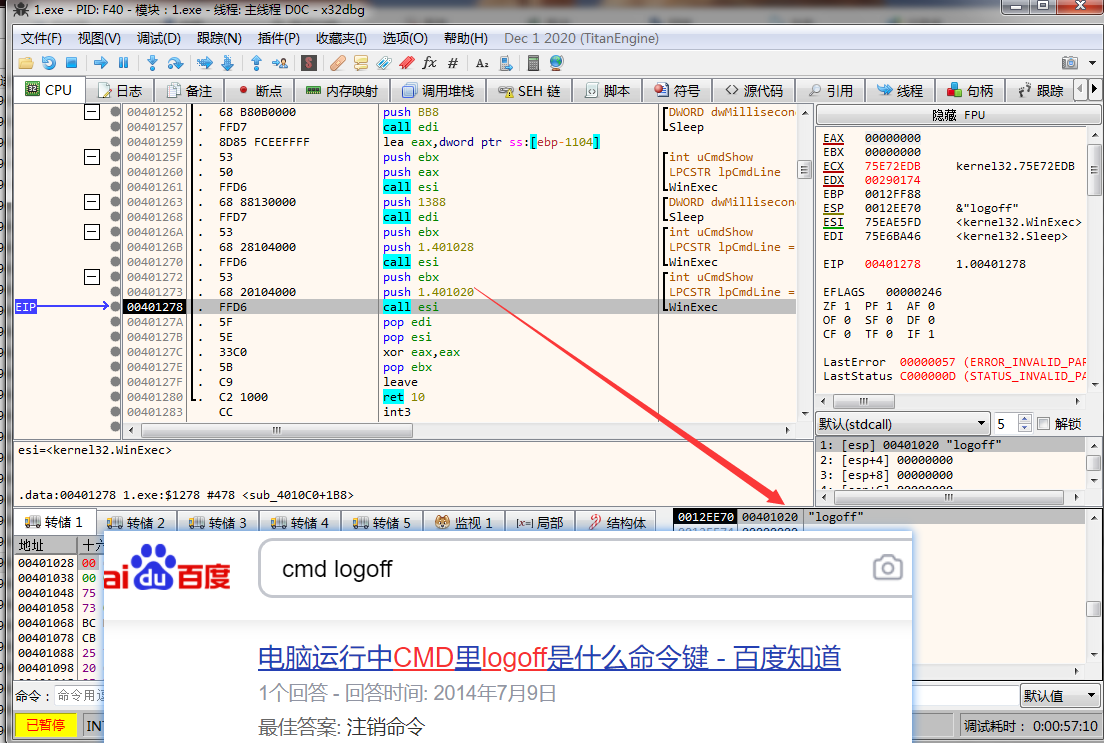 1.exe - PID: F40 - 模块：1.exe - 线程: 主线程 D0C - x32dbg
文件(F) 视图(V) 调试(D) 跟踪(N) 插件(P) 收藏夹(I) 选项(O) 帮助(H) Dec 1 2020 (TitanEngine)
CPU 日志 备注 断点 内存映射 调用堆栈 SEH 链 脚本 符号 源代码 引用 线程 句柄 跟踪
00401252 . 68 B80B0000 push BB8 DWORD dwMillisecon
00401257 . FFD7 call edi Sleep
00401259 . 8D85 FCEEFFFF lea eax,dword ptr ss:[ebp-1104]
0040125F . 53 push ebx int uCmdShow
00401260 . 50 push eax LPCSTR lpCmdLine
00401261 . FFD6 call esi WinExec
00401263 . 68 88130000 push 1388 DWORD dwMillisecon
00401268 . FFD7 call edi Sleep
0040126A . 53 push ebx int uCmdShow
0040126B . 68 28104000 push 1.401028 LPCSTR lpCmdLine =
00401270 . FFD6 call esi WinExec
00401272 . 53 push ebx int uCmdShow
00401273 . 68 20104000 push 1.401020 LPCSTR lpCmdLine =
EIP 00401278 . FFD6 call esi WinExec
0040127A . 5F pop edi
0040127B . 5E pop esi
0040127C . 33C0 xor eax,eax
0040127E . 5B pop ebx
0040127F . C9 leave
00401280 . C2 1000 ret 10
00401283 CC int3
隐藏 FPU
EAX 00000000
EBX 00000000
ECX 75E72EDB kernel32.75E72EDB
EDX 00290174
EBP 0012FF88
ESP 0012EE70 &"logoff"
ESI 75EAE5FD <kernel32.WinExec>
EDI 75E6BA46 <kernel32.Sleep>
EIP 00401278 1.00401278
EFLAGS 00000246
ZF 1 PF 1 AF 0
OF 0 SF 0 DF 0
CF 0 TF 0 IF 1
LastError 00000057 (ERROR_INVALID_PAR
LastStatus C000000D (STATUS_INVALID_PA
默认(stdcall) 5 解锁
1: [esp] 00401020 "logoff"
2: [esp+4] 00000000
3: [esp+8] 00000000
esi=<kernel32.WinExec>
.data:00401278 1.exe:$1278 #478 <sub_4010C0+1B8>
转储 1 转储 2 转储 3 转储 4 转储 5 监视 1 [x=] 局部 结构体
0012EE70 00401020 "logoff"
地址 十六
00401028 00
00401038 00
00401048 75
00401058 73
00401068 BC
00401078 CB
00401088 25
00401098 20
Bai du 百度
cmd logoff
电脑运行中CMD里logoff是什么命令键 - 百度知道
1个回答 - 回答时间: 2014年7月9日
最佳答案: 注销命令
命令： 命令用逗 默认值
已暂停 INT 调试耗时： 0:00:57:10